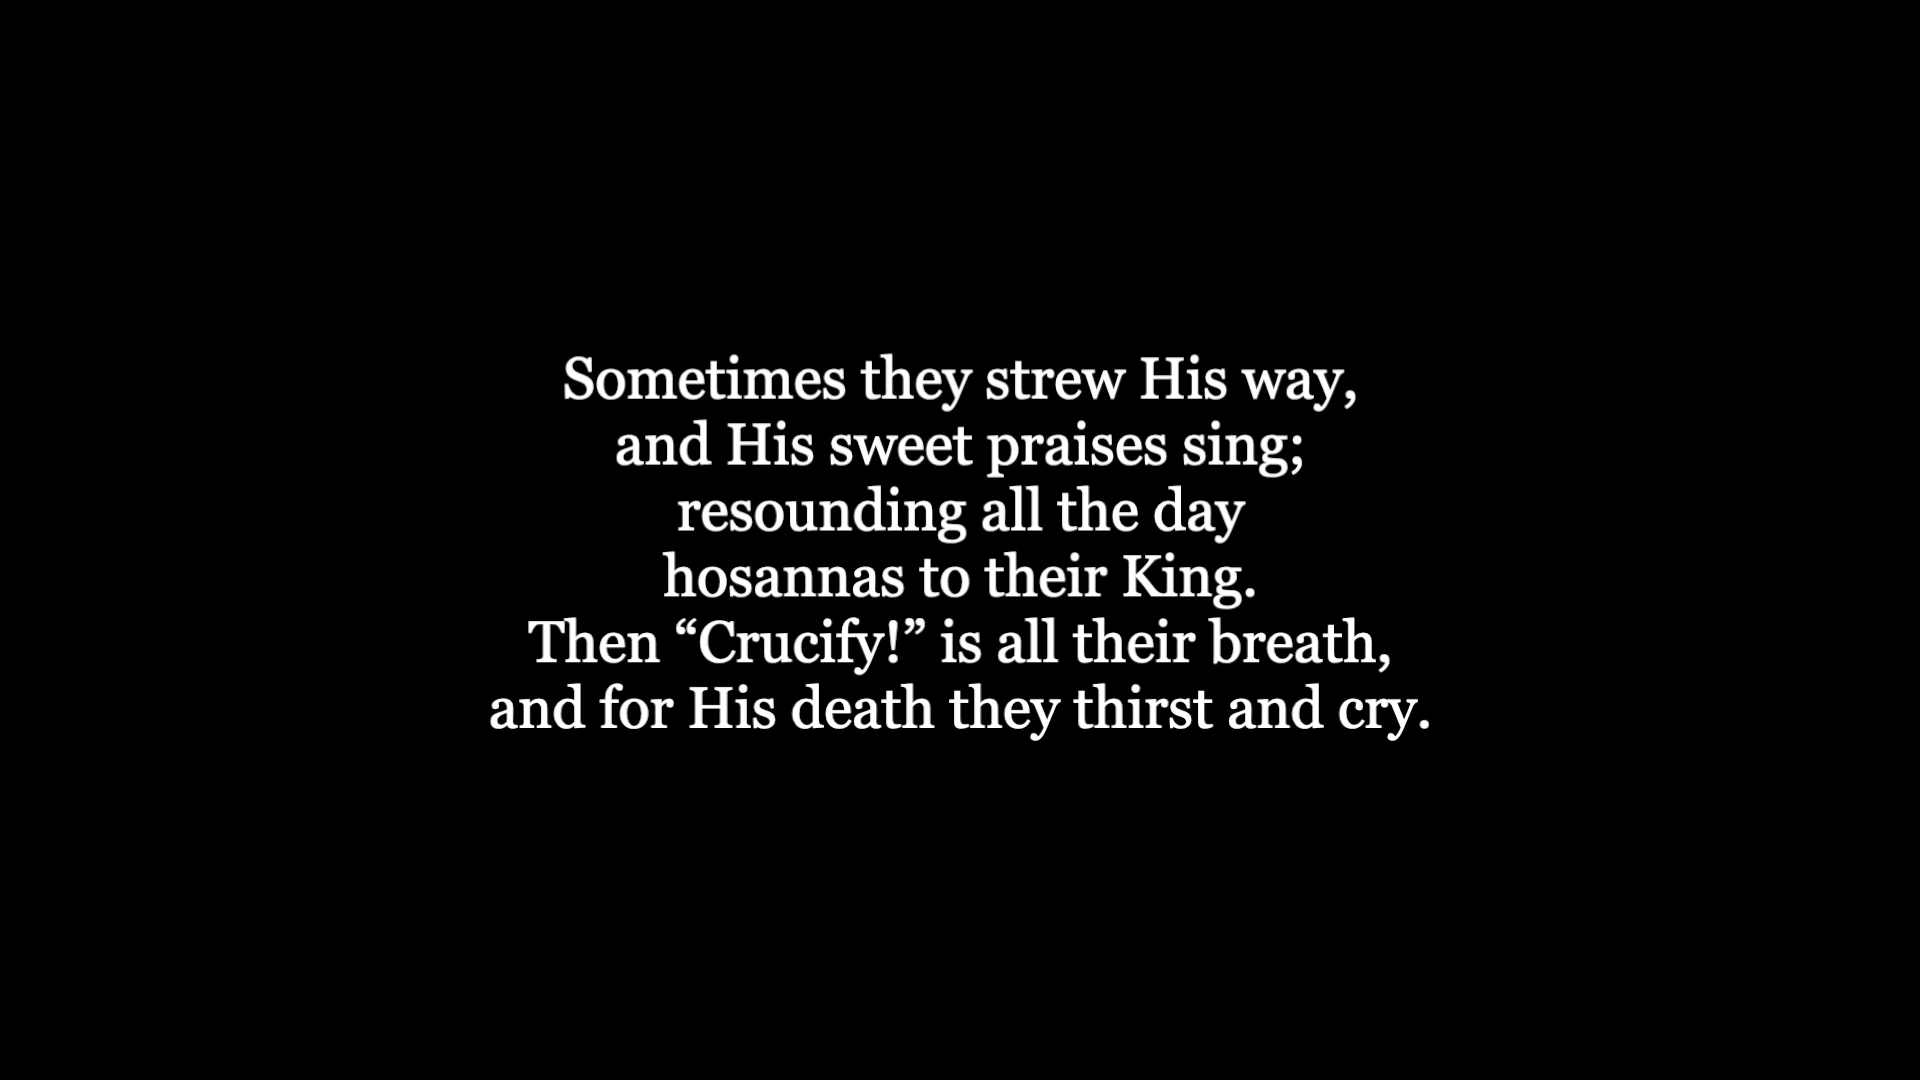 Sometimes they strew His way,
and His sweet praises sing;
resounding all the day
hosannas to their King.
Then “Crucify!” is all their breath,
and for His death they thirst and cry.